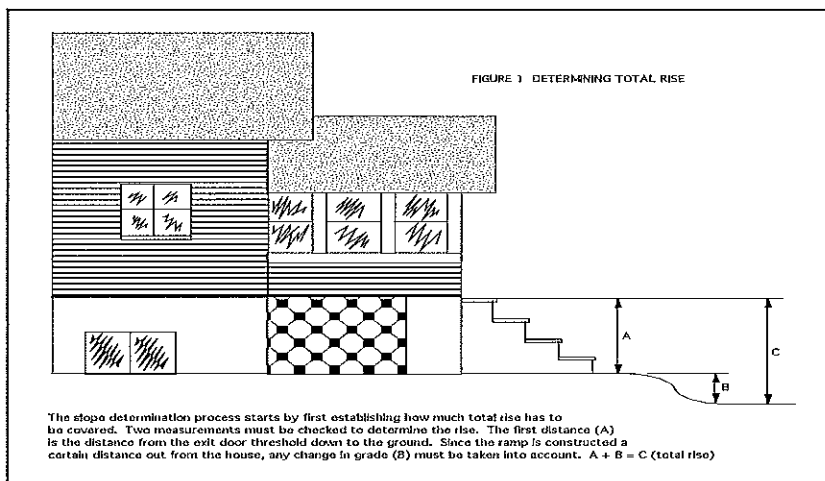 FIGURE 1 DETERMINING TOTAL RISE
A
C
B
The slope determination process starts by first establishing how much total rise has to
be covered. Two measurements must be checked to determine the rise. The first distance (A)
is the distance from the exit door threshold down to the ground. Since the ramp is constructed a
certain distance out from the house, any change in grade (B) must be taken into account. A + B = C (total rise)